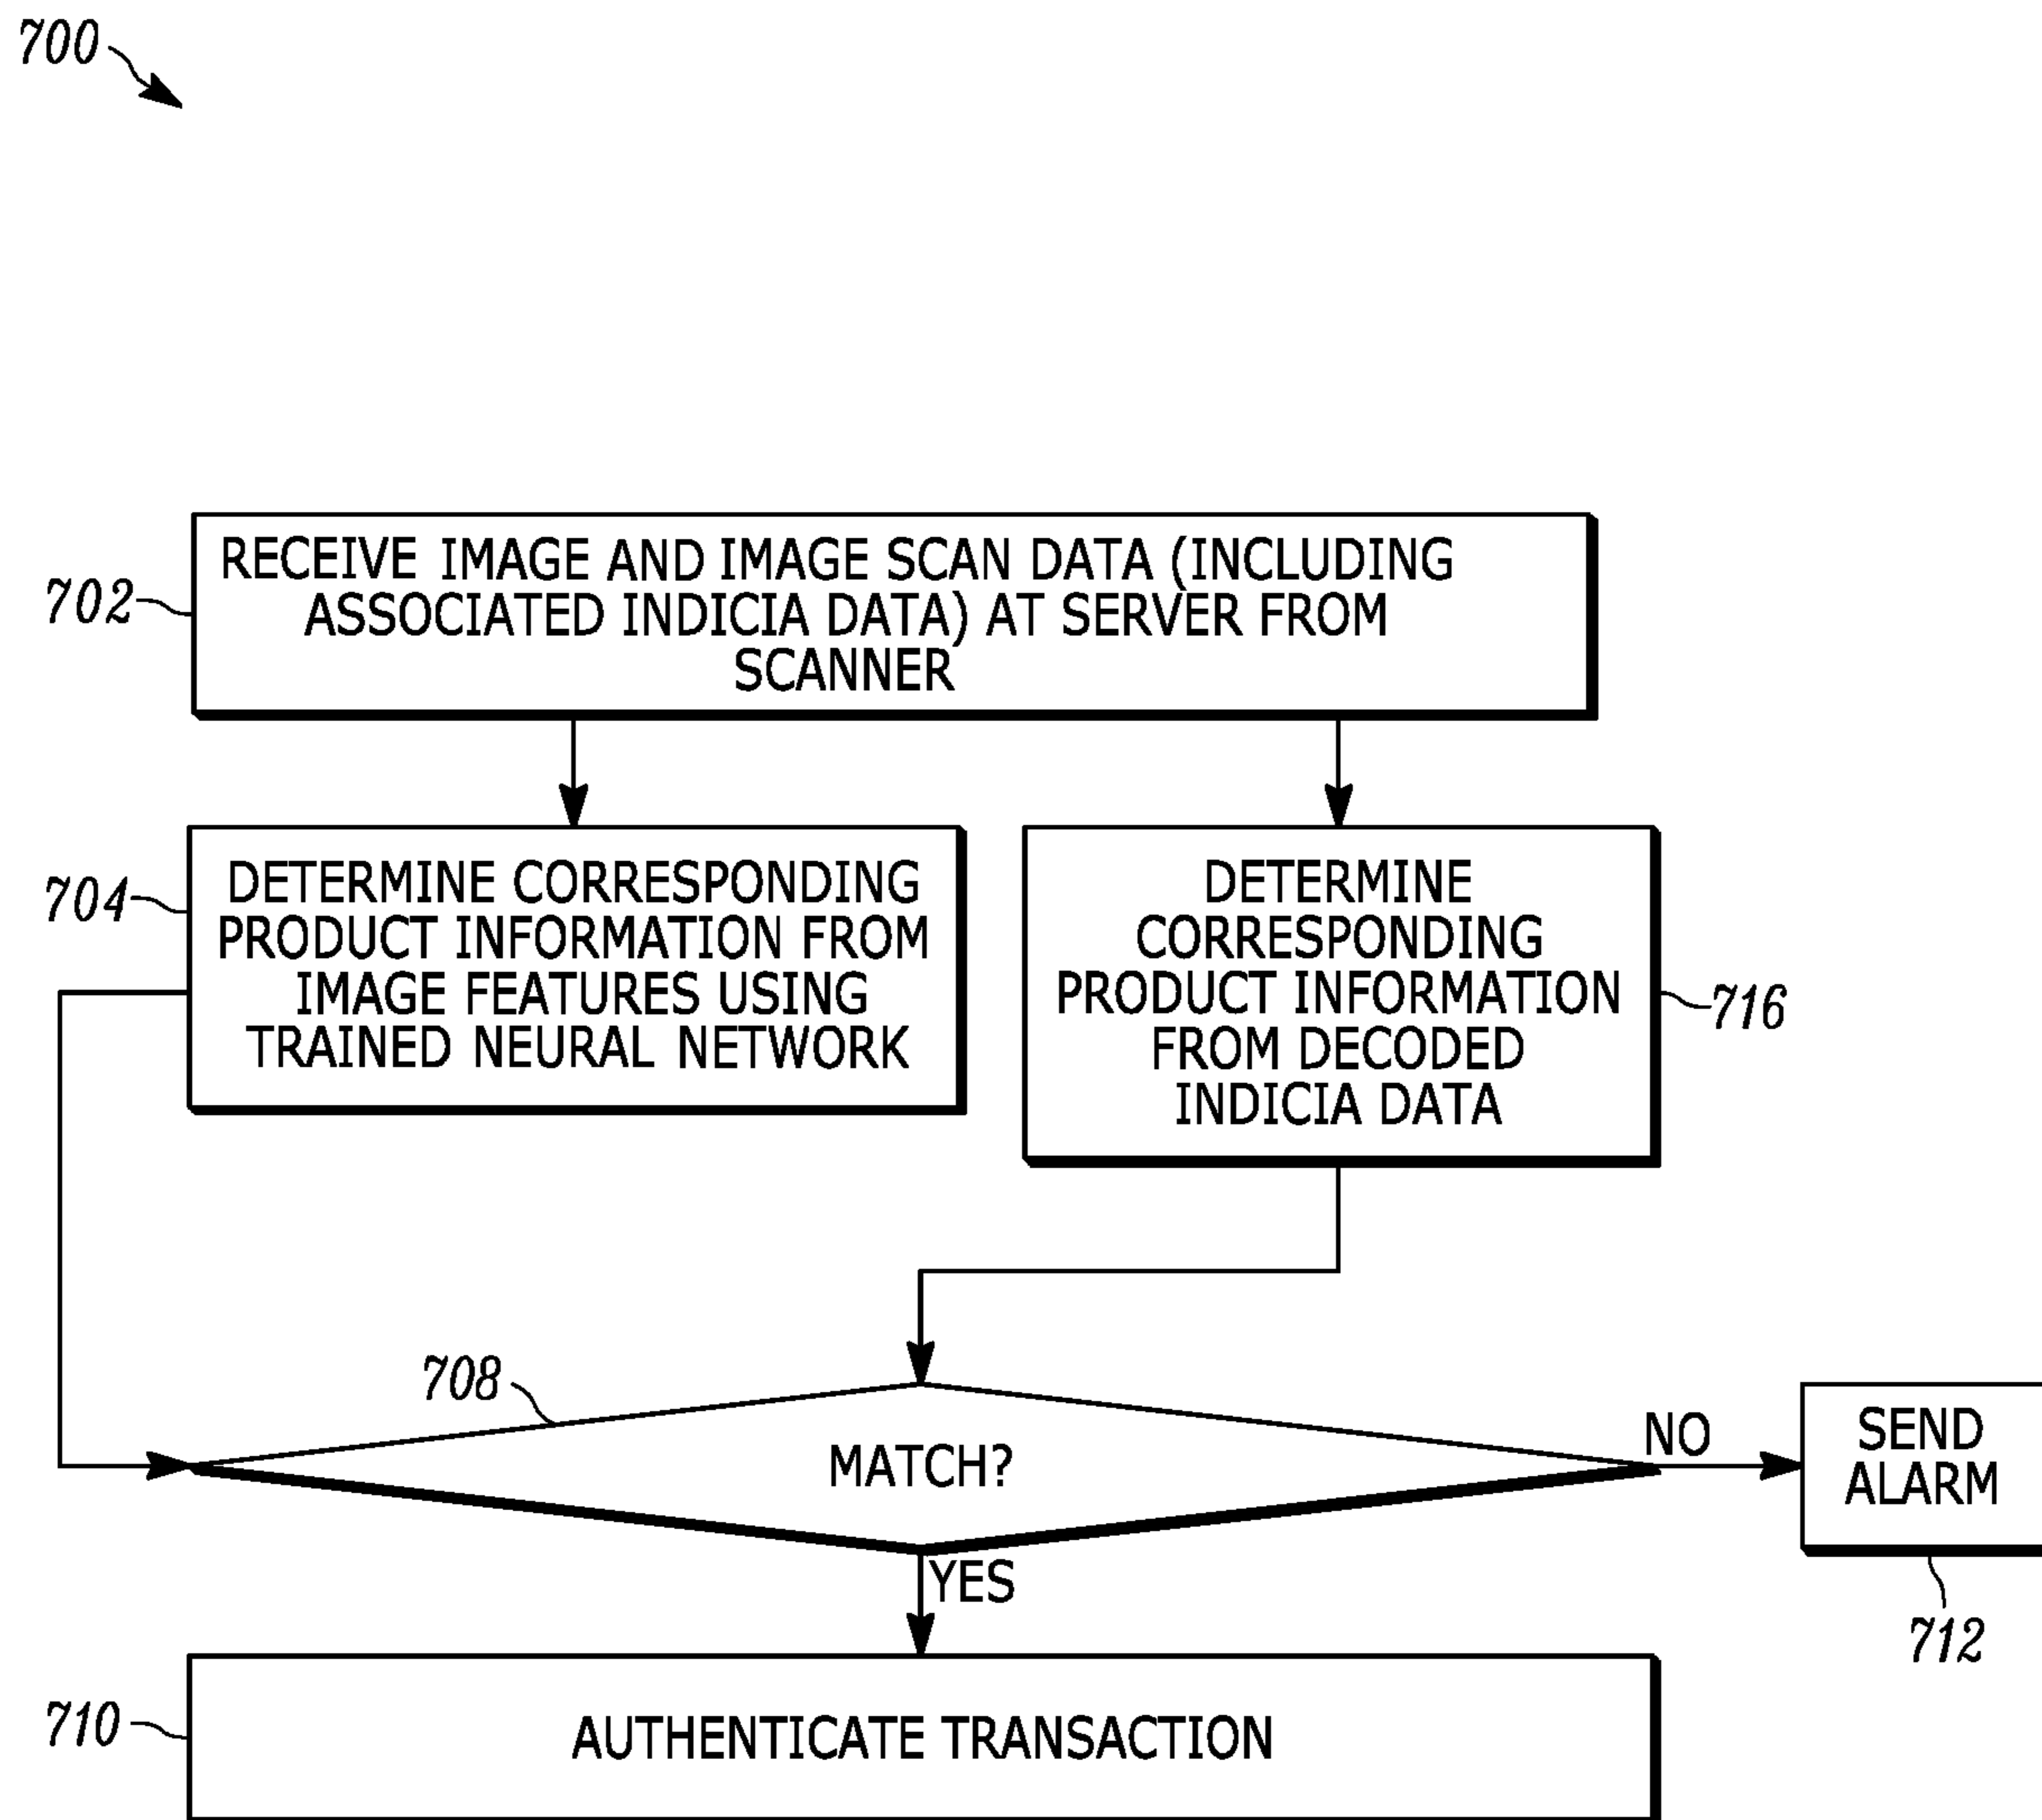 700
RECEIVE IMAGE AND IMAGE SCAN DATA (INCLUDING
ASSOCIATED INDICIA DATA) AT SERVER FROM
SCANNER
702
704
DETERMINE CORRESPONDING
PRODUCT INFORMATION FROM
IMAGE FEATURES USING
TRAINED NEURAL NETWORK
DETERMINE
CORRESPONDING
PRODUCT INFORMATION
FROM DECODED
INDICIA DATA
716
708
MATCH?
NO
SEND
ALARM
712
YES
710
AUTHENTICATE TRANSACTION